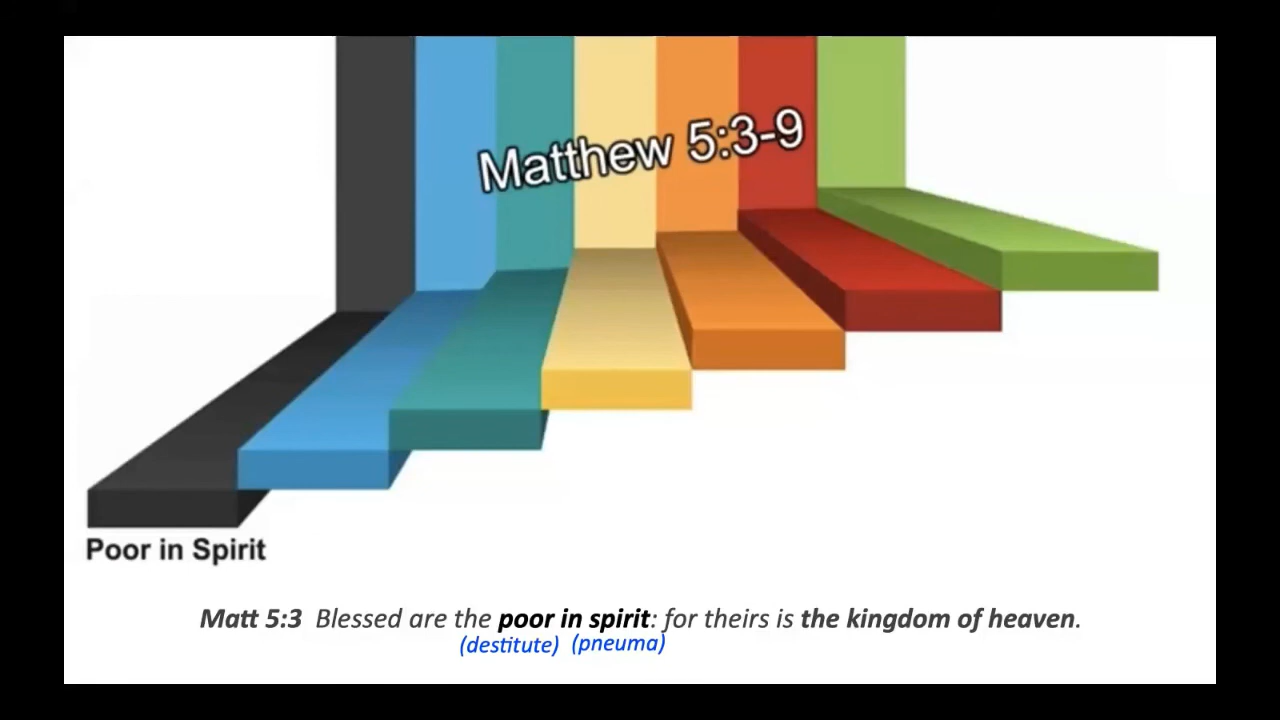 Matthew 5:3-9
Poor in Spirit
Matt 5:3 Blessed are the poor in spirit: for theirs is the kingdom of heaven.
(destitute) (pneuma)